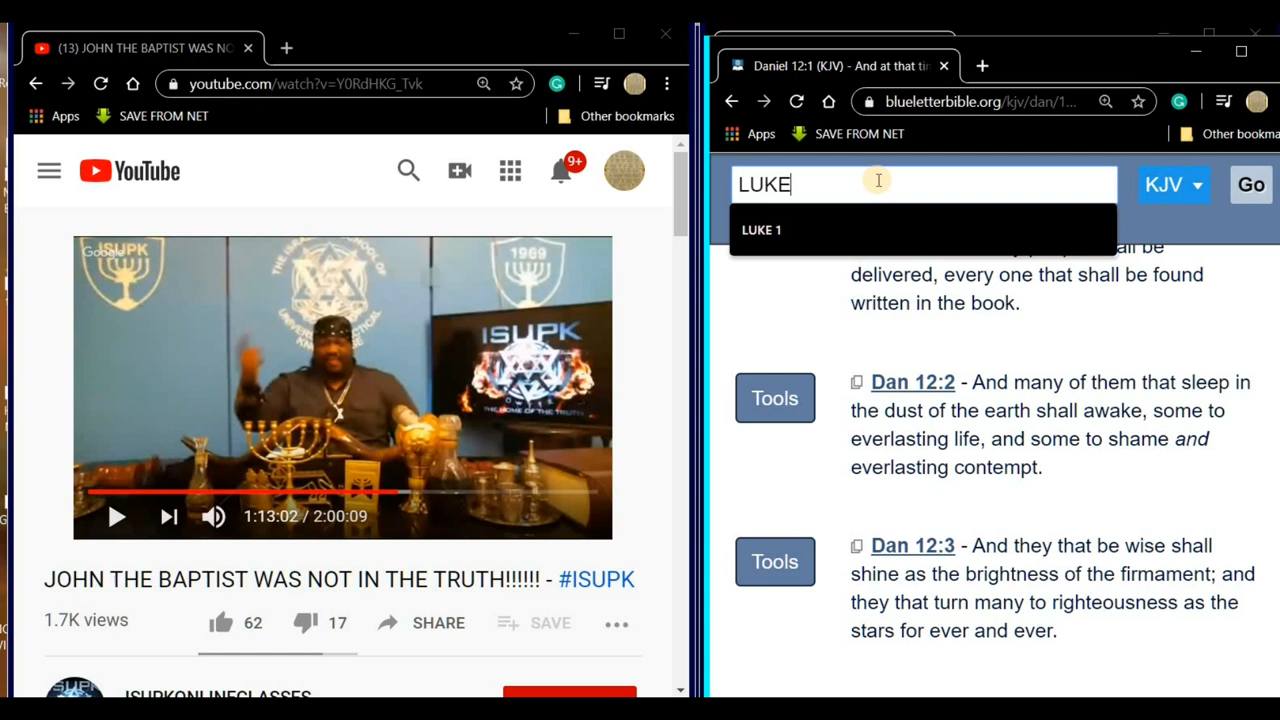 (13) JOHN THE BAPTIST WAS NO
youtube.com/watch?v=Y0RdHKG_Tvk
Apps
SAVE FROM NET
Other bookmarks
YouTube
9+
Google
ISUPK
1969
ISUPK
THE HOME OF THE TRUTH
1:13:02 / 2:00:09
JOHN THE BAPTIST WAS NOT IN THE TRUTH!!!!!! - #ISUPK
1.7K views
62
17
SHARE
SAVE
ISUPKONLINECLASSES
Daniel 12:1 (KJV) - And at that tim
blueletterbible.org/kjv/dan/1...
Apps
SAVE FROM NET
Other bookma
LUKE
KJV
Go
LUKE 1
delivered, every one that shall be found
written in the book.
Tools
Dan 12:2 - And many of them that sleep in
the dust of the earth shall awake, some to
everlasting life, and some to shame and
everlasting contempt.
Tools
Dan 12:3 - And they that be wise shall
shine as the brightness of the firmament; and
they that turn many to righteousness as the
stars for ever and ever.